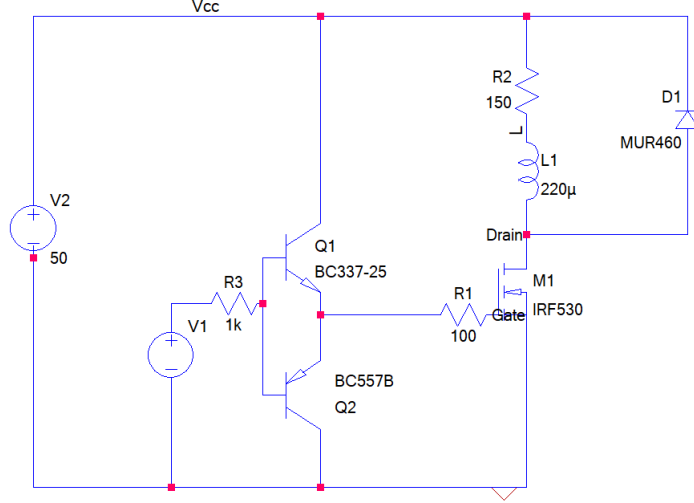 Vcc
R2
150
D1
MUR460
L
L1
220µ
V2
50
Drain
Q1
BC337-25
R3
1k
V1
R1
100
M1
IRF530
Gate
BC557B
Q2